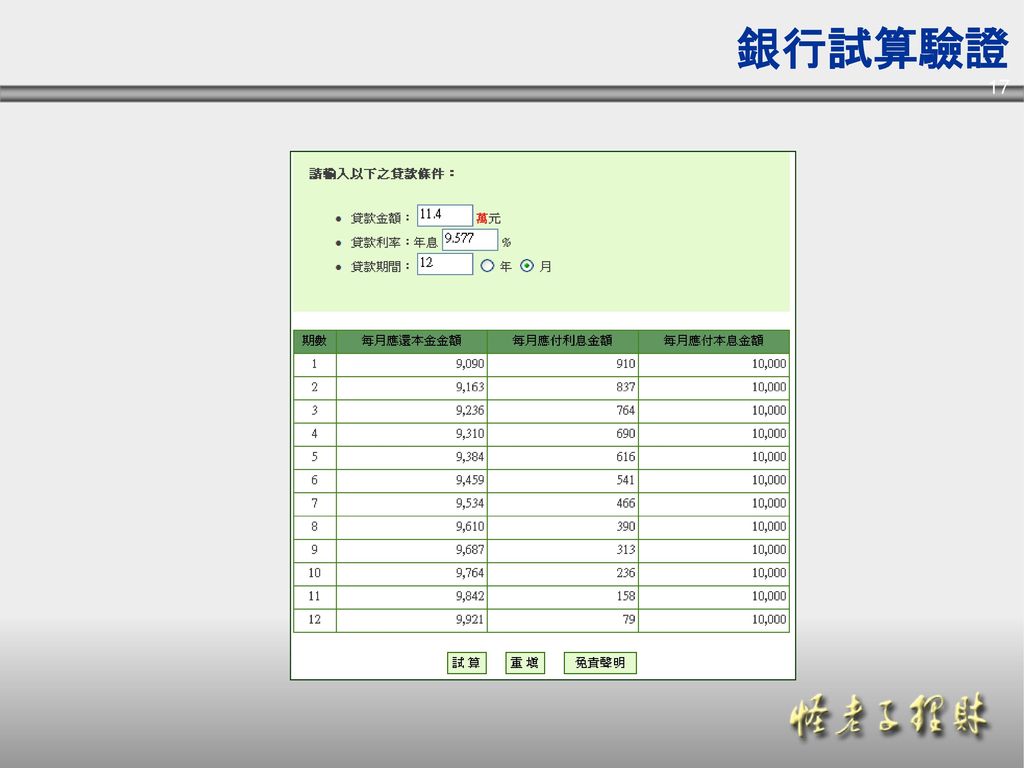 銀行試算驗證
17
請輸入以下之貸款條件：
● 貸款金額： 11.4 萬元
● 貸款利率：年息 9.577 %
● 貸款期間： 12 年 月
期數 每月應還本金金額 每月應付利息金額 每月應付本息金額
1 9,090 910 10,000
2 9,163 837 10,000
3 9,236 764 10,000
4 9,310 690 10,000
5 9,384 616 10,000
6 9,459 541 10,000
7 9,534 466 10,000
8 9,610 390 10,000
9 9,687 313 10,000
10 9,764 236 10,000
11 9,842 158 10,000
12 9,921 79 10,000
試 算 重 填 免責聲明
怪老子理財